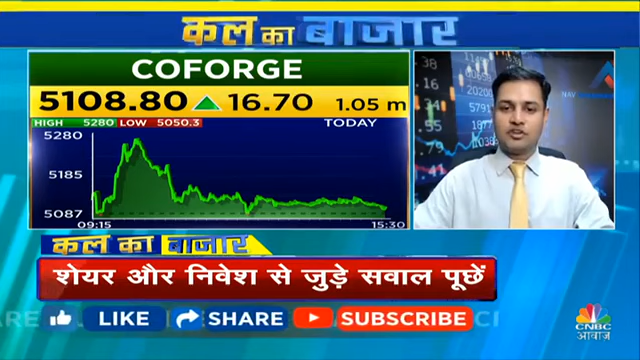 कल का बाज़ार
COFORGE
5108.80 ▲ 16.70 1.05 m
HIGH 5280 LOW 5050.3 TODAY
5280
5185
5087
09:15 15:30
कल का बाज़ार
शेयर और निवेश से जुड़े सवाल पूछें
LIKE SHARE SUBSCRIBE
CNBC
आवाज़